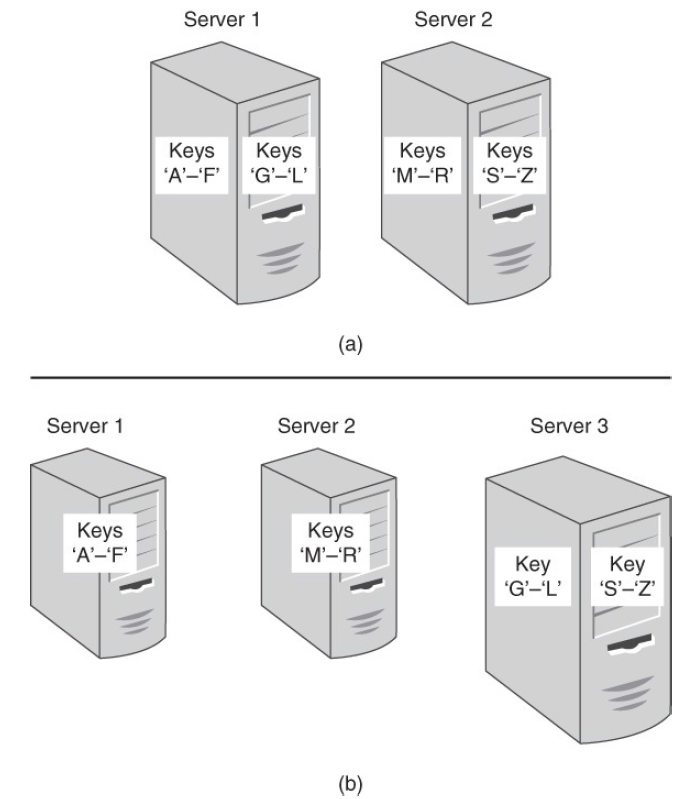 Server 1
Server 2
Keys
‘A’–‘F’
Keys
‘G’–‘L’
Keys
‘M’–‘R’
Keys
‘S’–‘Z’
(a)
Server 1
Server 2
Server 3
Keys
‘A’–‘F’
Keys
‘M’–‘R’
Key
‘G’–‘L’
Key
‘S’–‘Z’
(b)